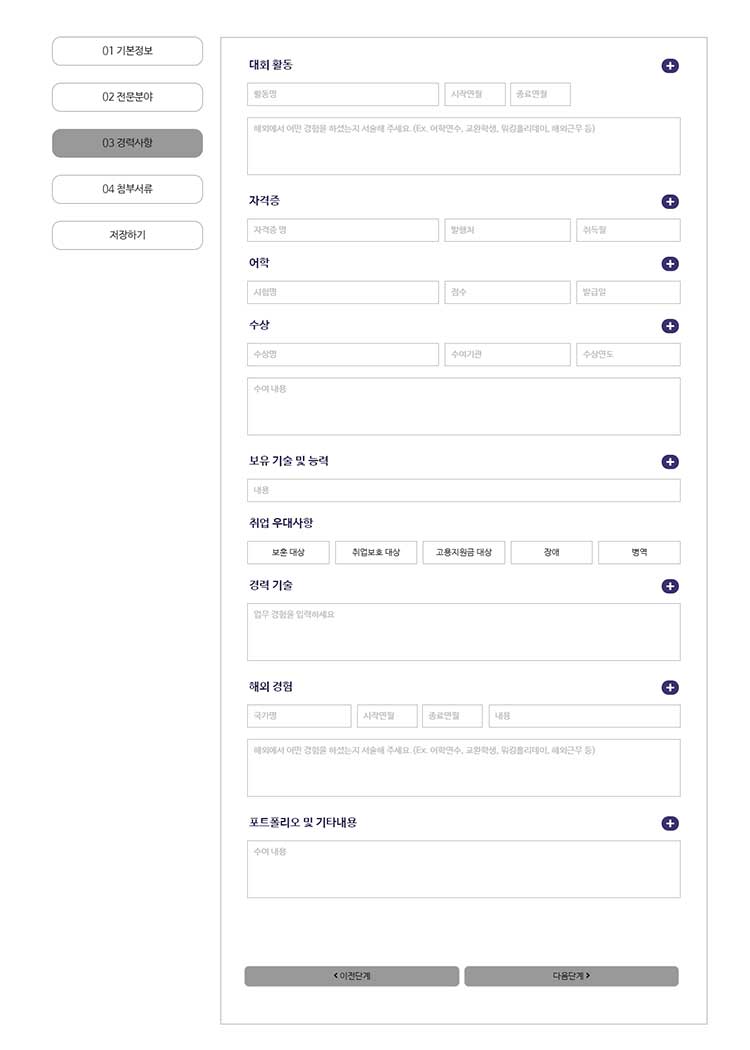 01 기본정보
02 전문분야
03 경력사항
04 첨부서류
저장하기
대회 활동
활동명
시작연월
종료연월
해외에서 어떤 경험을 하셨는지 서술해 주세요.(Ex. 어학연수, 교환학생, 워킹홀리데이, 해외근무 등)
자격증
자격증 명
발행처
취득월
어학
시험명
점수
발급일
수상
수상명
수여기관
수상연도
수여 내용
보유 기술 및 능력
내용
취업 우대사항
보훈 대상
취업보호 대상
고용지원금 대상
장애
병역
경력 기술
업무 경험을 입력하세요
해외 경험
국가명
시작연월
종료연월
내용
해외에서 어떤 경험을 하셨는지 서술해 주세요.(Ex. 어학연수, 교환학생, 워킹홀리데이, 해외근무 등)
포트폴리오 및 기타내용
수여 내용
< 이전단계
다음단계 >